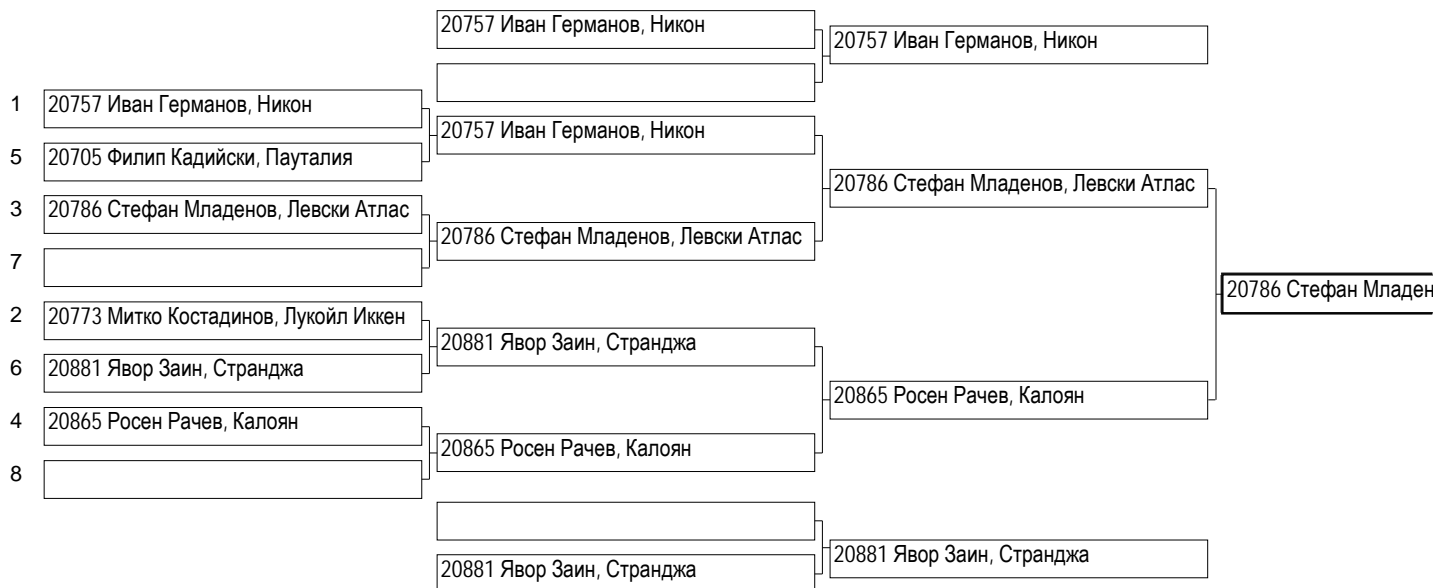 20757 Иван Германов, Никон
20757 Иван Германов, Никон
1 20757 Иван Германов, Никон
20757 Иван Германов, Никон
5 20705 Филип Кадийски, Пауталия
20786 Стефан Младенов, Левски Атлас
3 20786 Стефан Младенов, Левски Атлас
20786 Стефан Младенов, Левски Атлас
7
20786 Стефан Младен
2 20773 Митко Костадинов, Лукойл Иккен
20881 Явор Заин, Странджа
6 20881 Явор Заин, Странджа
20865 Росен Рачев, Калоян
4 20865 Росен Рачев, Калоян
20865 Росен Рачев, Калоян
8
20881 Явор Заин, Странджа
20881 Явор Заин, Странджа